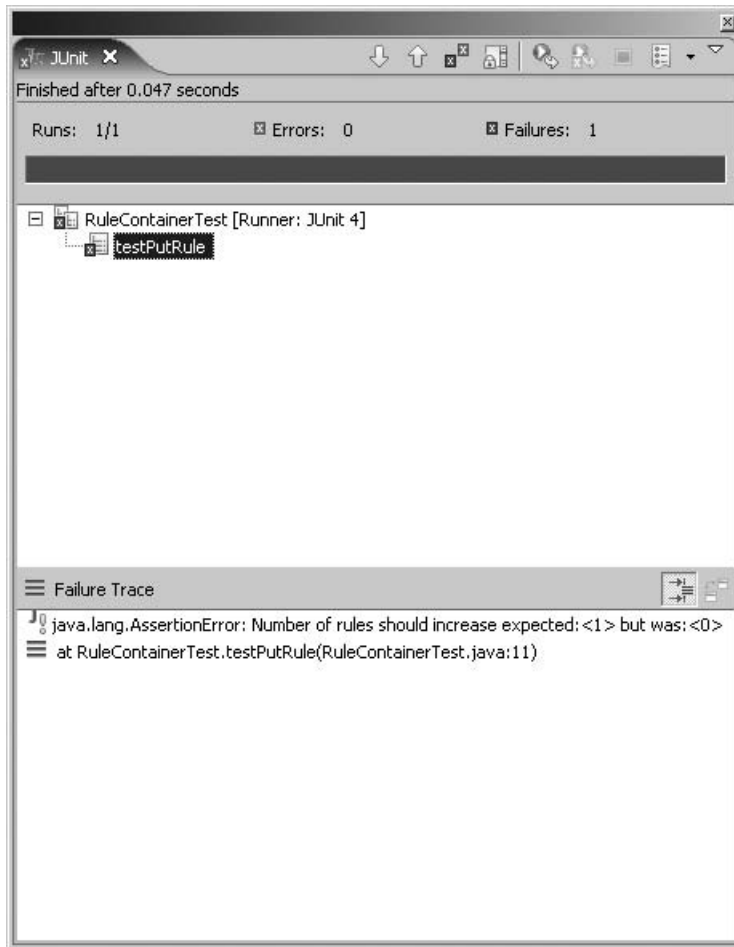 JUnit
Finished after 0.047 seconds
Runs: 1/1 Errors: 0 Failures: 1
RuleContainerTest [Runner: JUnit 4]
testPutRule
Failure Trace
java.lang.AssertionError: Number of rules should increase expected:<1> but was:<0>
at RuleContainerTest.testPutRule(RuleContainerTest.java:11)